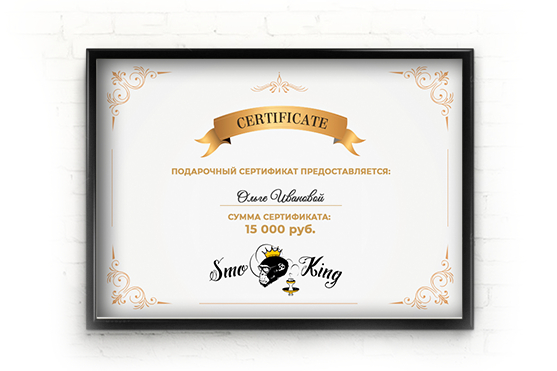 CERTIFICATE
ПОДАРОЧНЫЙ СЕРТИФИКАТ ПРЕДОСТАВЛЯЕТСЯ:
Ольге Ивановой
СУММА СЕРТИФИКАТА:
15 000 руб.
Smo King